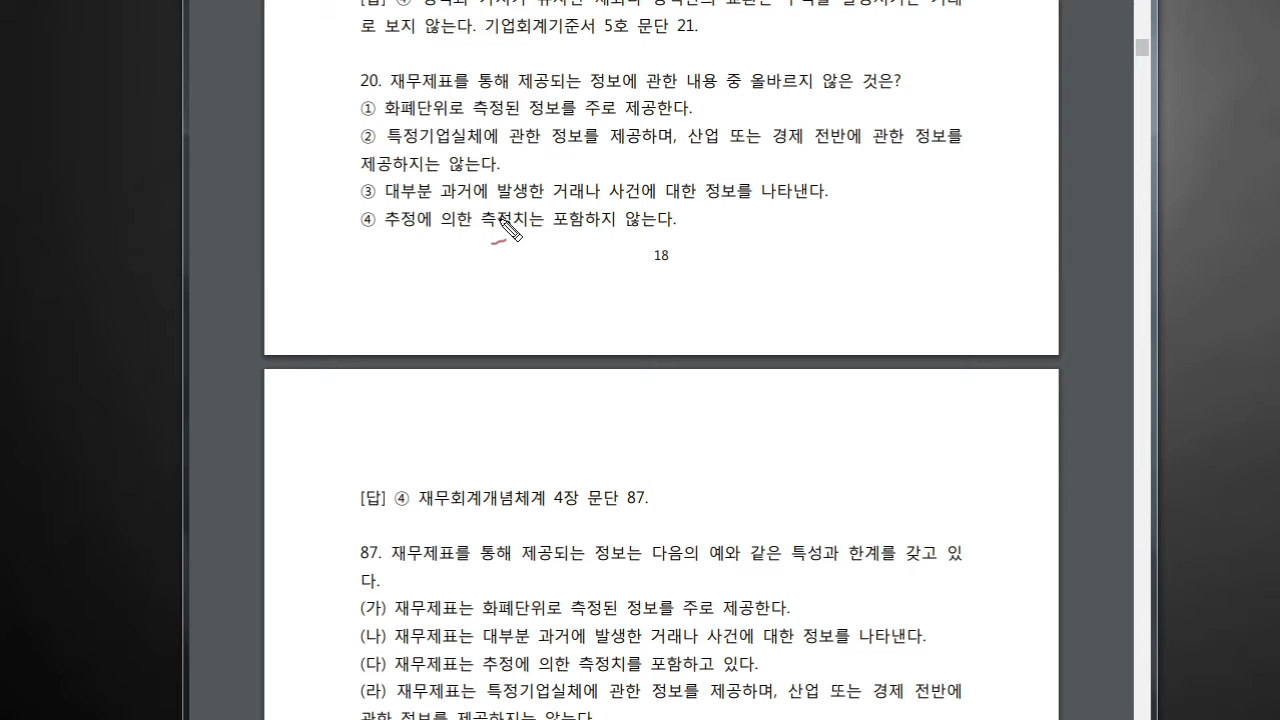 로 보지 않는다. 기업회계기준서 5호 문단 21.
20. 재무제표를 통해 제공되는 정보에 관한 내용 중 올바르지 않은 것은?
① 화폐단위로 측정된 정보를 주로 제공한다.
② 특정기업실체에 관한 정보를 제공하며, 산업 또는 경제 전반에 관한 정보를
제공하지는 않는다.
③ 대부분 과거에 발생한 거래나 사건에 대한 정보를 나타낸다.
④ 추정에 의한 측정치는 포함하지 않는다.
18
[답] ④ 재무회계개념체계 4장 문단 87.
87. 재무제표를 통해 제공되는 정보는 다음의 예와 같은 특성과 한계를 갖고 있
다.
(가) 재무제표는 화폐단위로 측정된 정보를 주로 제공한다.
(나) 재무제표는 대부분 과거에 발생한 거래나 사건에 대한 정보를 나타낸다.
(다) 재무제표는 추정에 의한 측정치를 포함하고 있다.
(라) 재무제표는 특정기업실체에 관한 정보를 제공하며, 산업 또는 경제 전반에
관한 정보를 제공하지는 않는다.